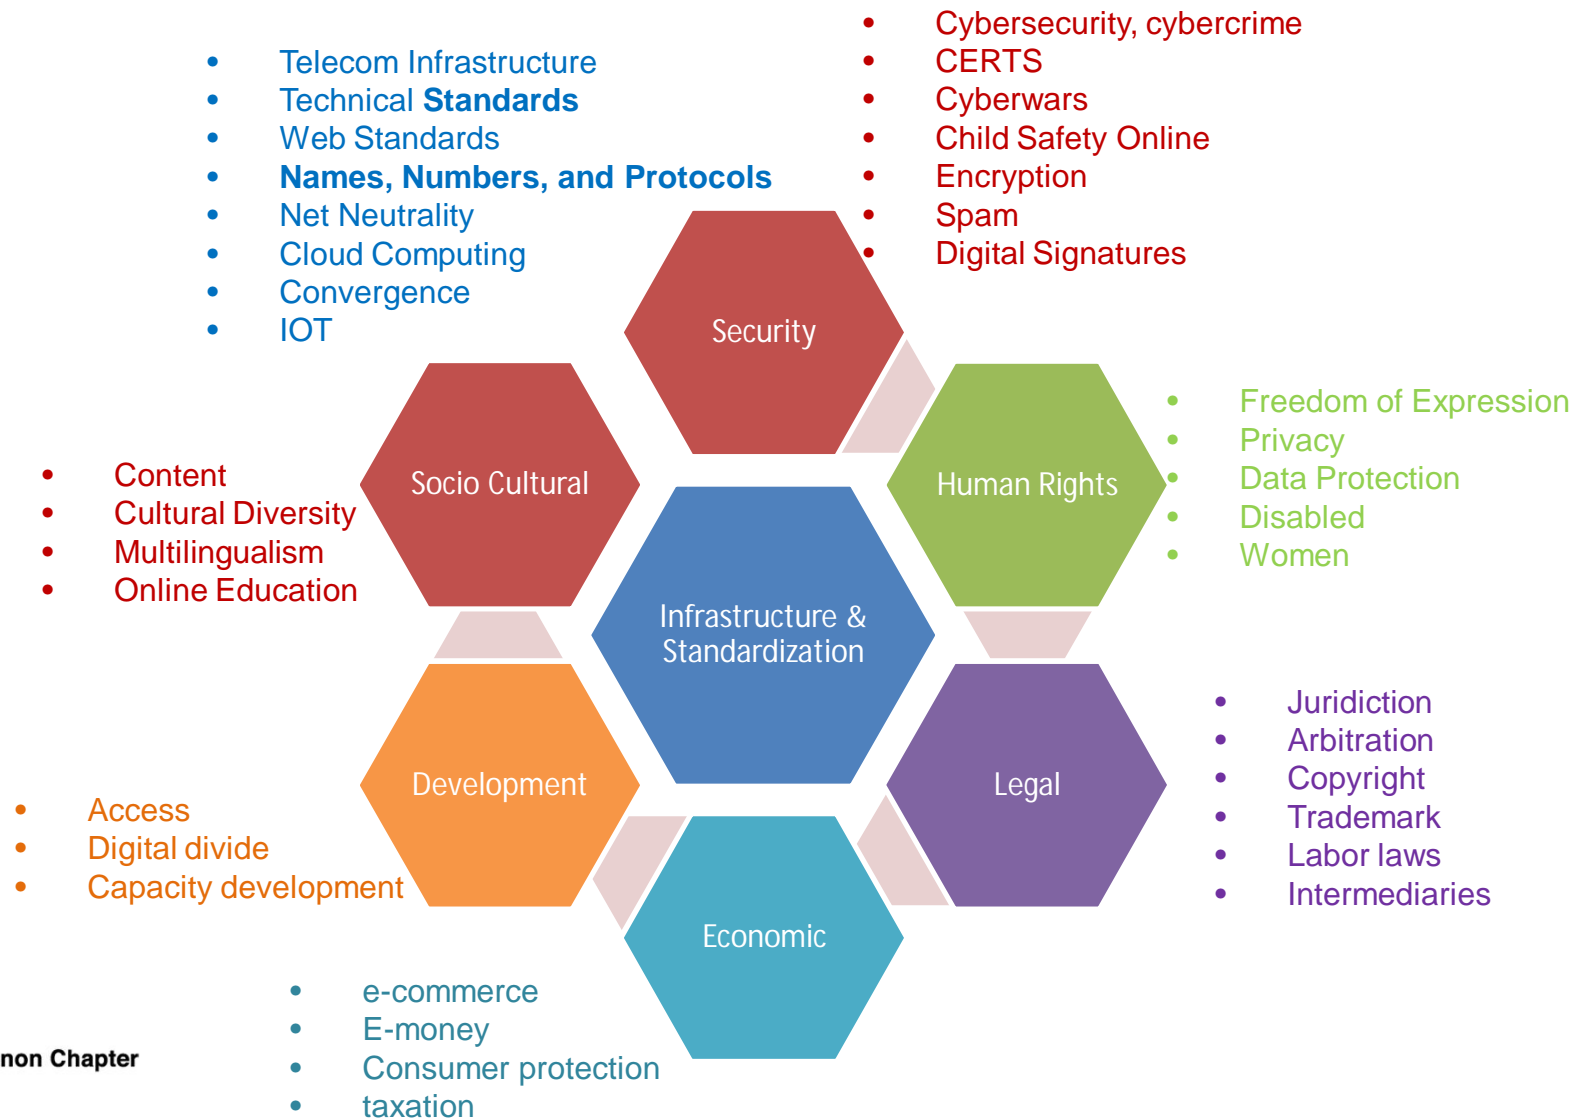 • Telecom Infrastructure
• Technical Standards
• Web Standards
• Names, Numbers, and Protocols
• Net Neutrality
• Cloud Computing
• Convergence
• IOT
• Cybersecurity, cybercrime
• CERTS
• Cyberwars
• Child Safety Online
• Encryption
• Spam
• Digital Signatures
Security
Socio Cultural
Human Rights
• Freedom of Expression
• Privacy
• Data Protection
• Disabled
• Women
• Content
• Cultural Diversity
• Multilingualism
• Online Education
Infrastructure &
Standardization
Development
Legal
• Juridiction
• Arbitration
• Copyright
• Trademark
• Labor laws
• Intermediaries
• Access
• Digital divide
• Capacity development
Economic
• e-commerce
• E-money
• Consumer protection
• taxation
non Chapter